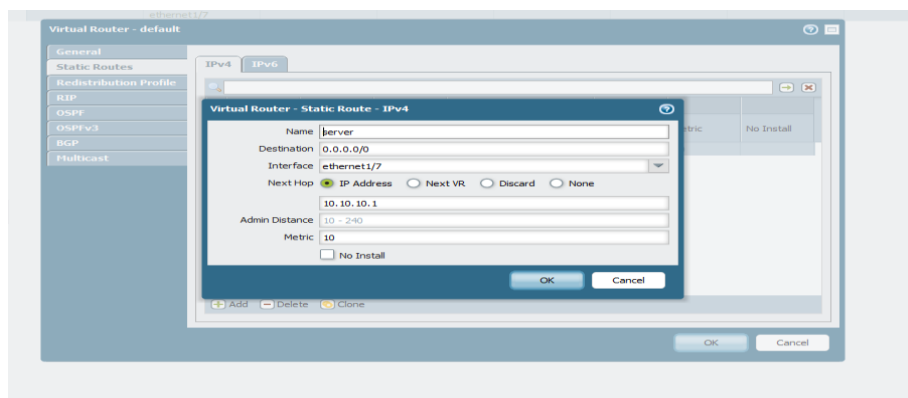 ethernet1/7
Virtual Router - default
General
Static Routes
Redistribution Profile
RIP
OSPF
OSPFv3
BGP
Multicast
IPv4 IPv6
etric No Install
Virtual Router - Static Route - IPv4
Name server
Destination 0.0.0.0/0
Interface ethernet1/7
Next Hop IP Address Next VR Discard None
10.10.10.1
Admin Distance 10 - 240
Metric 10
No Install
OK Cancel
Add Delete Clone
OK Cancel